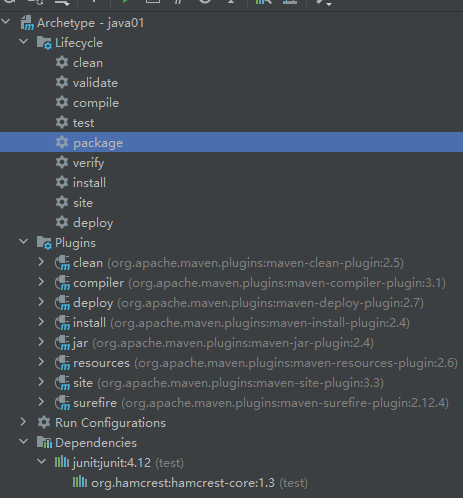 Archetype - java01
Lifecycle
clean
validate
compile
test
package
verify
install
site
deploy
Plugins
clean (org.apache.maven.plugins:maven-clean-plugin:2.5)
compiler (org.apache.maven.plugins:maven-compiler-plugin:3.1)
deploy (org.apache.maven.plugins:maven-deploy-plugin:2.7)
install (org.apache.maven.plugins:maven-install-plugin:2.4)
jar (org.apache.maven.plugins:maven-jar-plugin:2.4)
resources (org.apache.maven.plugins:maven-resources-plugin:2.6)
site (org.apache.maven.plugins:maven-site-plugin:3.3)
surefire (org.apache.maven.plugins:maven-surefire-plugin:2.12.4)
Run Configurations
Dependencies
junit:junit:4.12 (test)
org.hamcrest:hamcrest-core:1.3 (test)